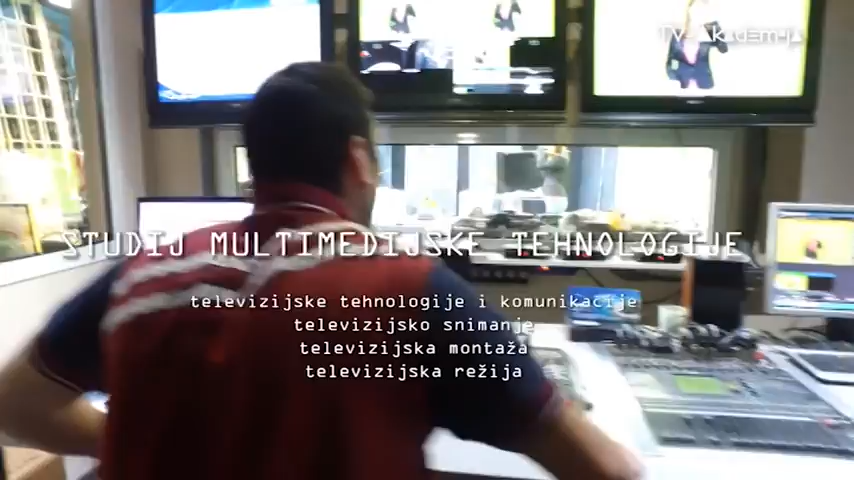 TV Akademija
STUDIJ MULTIMEDIJSKE TEHNOLOGIJE
televizijske tehnologije i komunikacije
televizijsko snimanje
televizijska montaža
televizijska režija